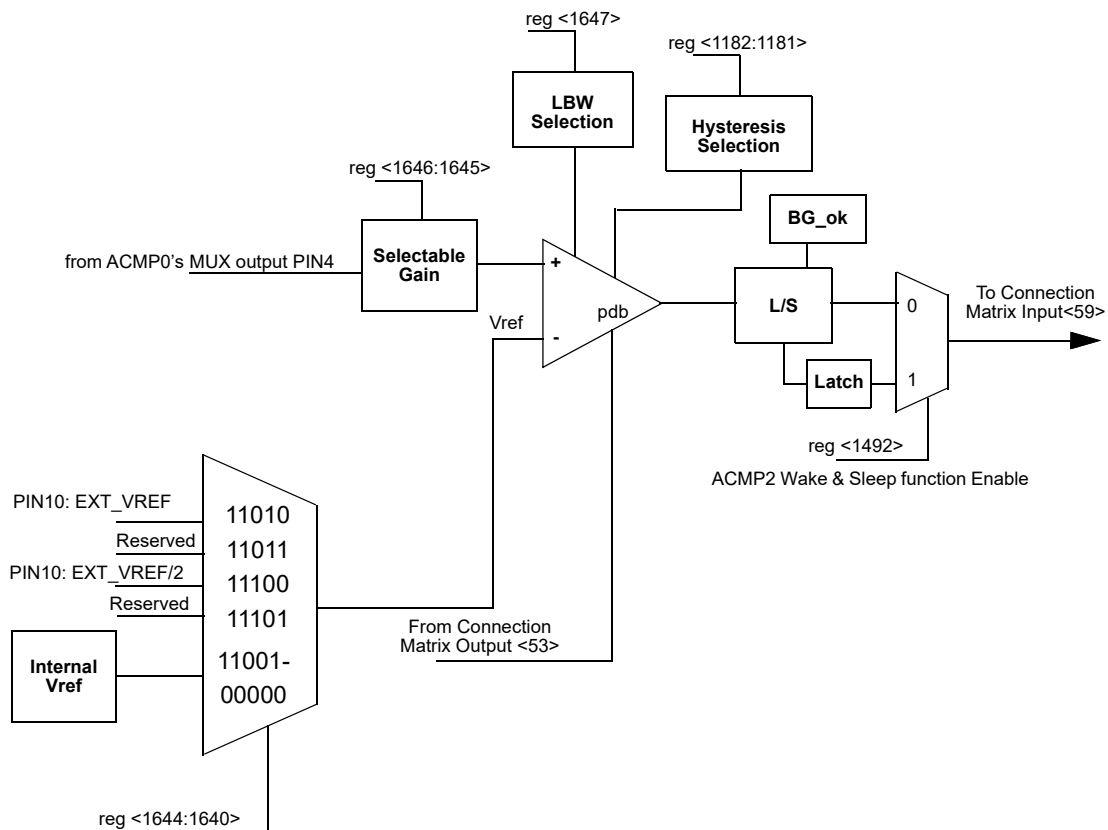 reg <1647>
reg <1182:1181>
LBW
Selection
Hysteresis
Selection
reg <1646:1645>
BG_ok
from ACMP0’s MUX output PIN4
Selectable
Gain
+
L/S
To Connection
Matrix Input<59>
0
pdb
Vref
-
Latch
1
reg <1492>
ACMP2 Wake & Sleep function Enable
PIN10: EXT_VREF
11010
Reserved
11011
PIN10: EXT_VREF/2
11100
Reserved
11101
From Connection
Matrix Output <53>
Internal
Vref
11001-
00000
reg <1644:1640>